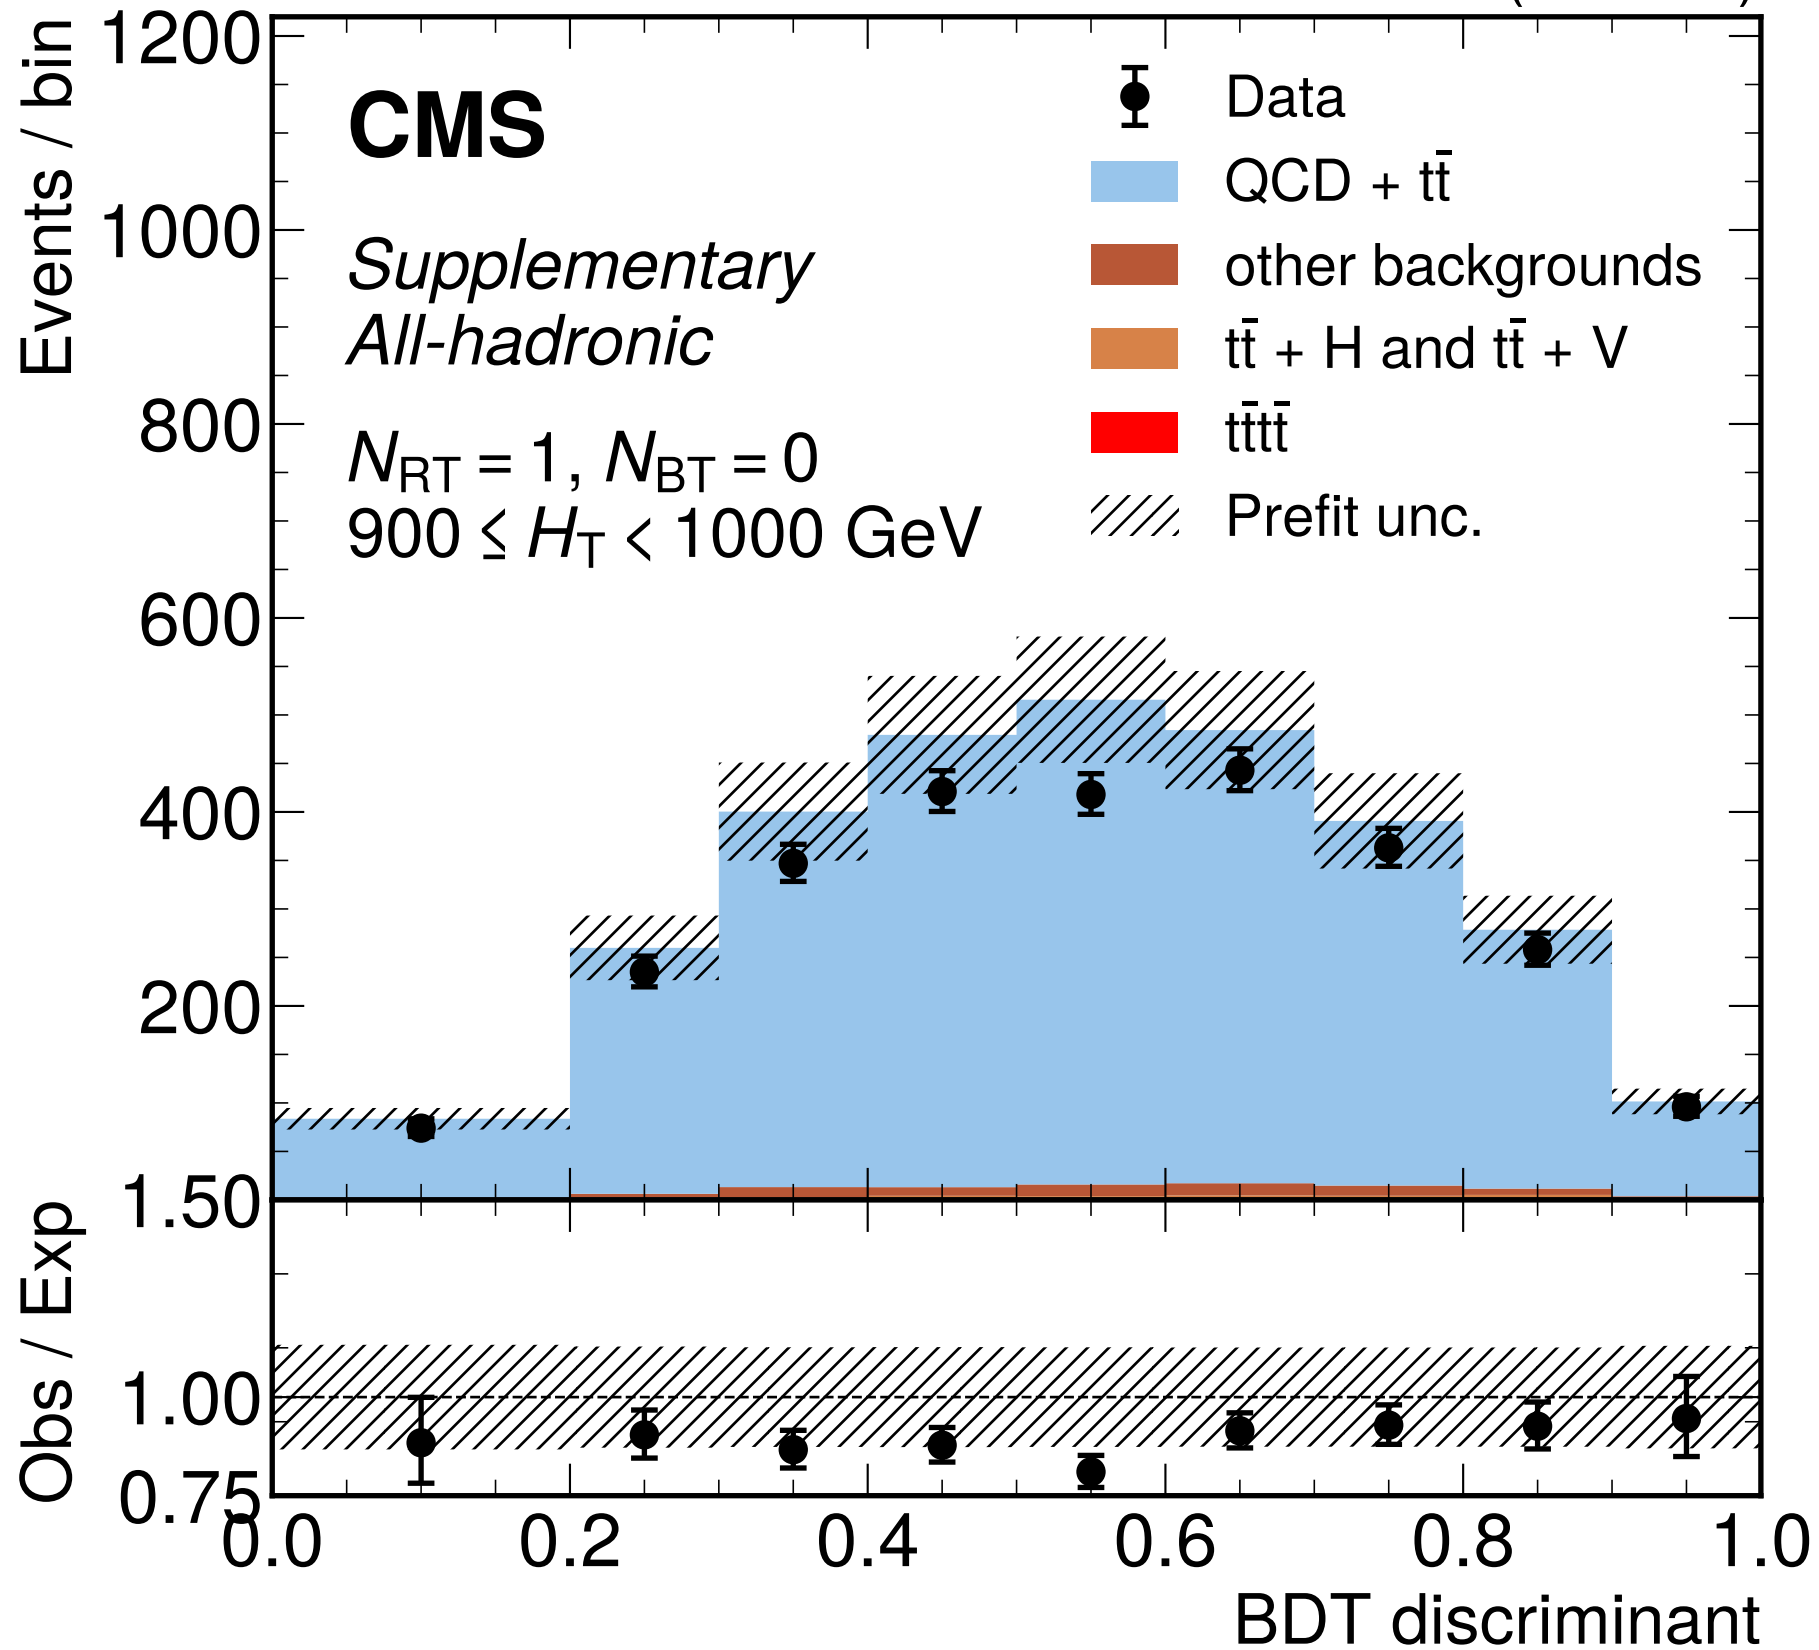 Events / bin
1200
1000
800
600
400
200
CMS
Supplementary
All-hadronic
N_RT = 1, N_BT = 0
900 ≤ H_T < 1000 GeV
Data
QCD + tt̄
other backgrounds
tt̄ + H and tt̄ + V
tt̄tt̄
Prefit unc.
Obs / Exp
1.50
1.00
0.75
0.0 0.2 0.4 0.6 0.8 1.0
BDT discriminant